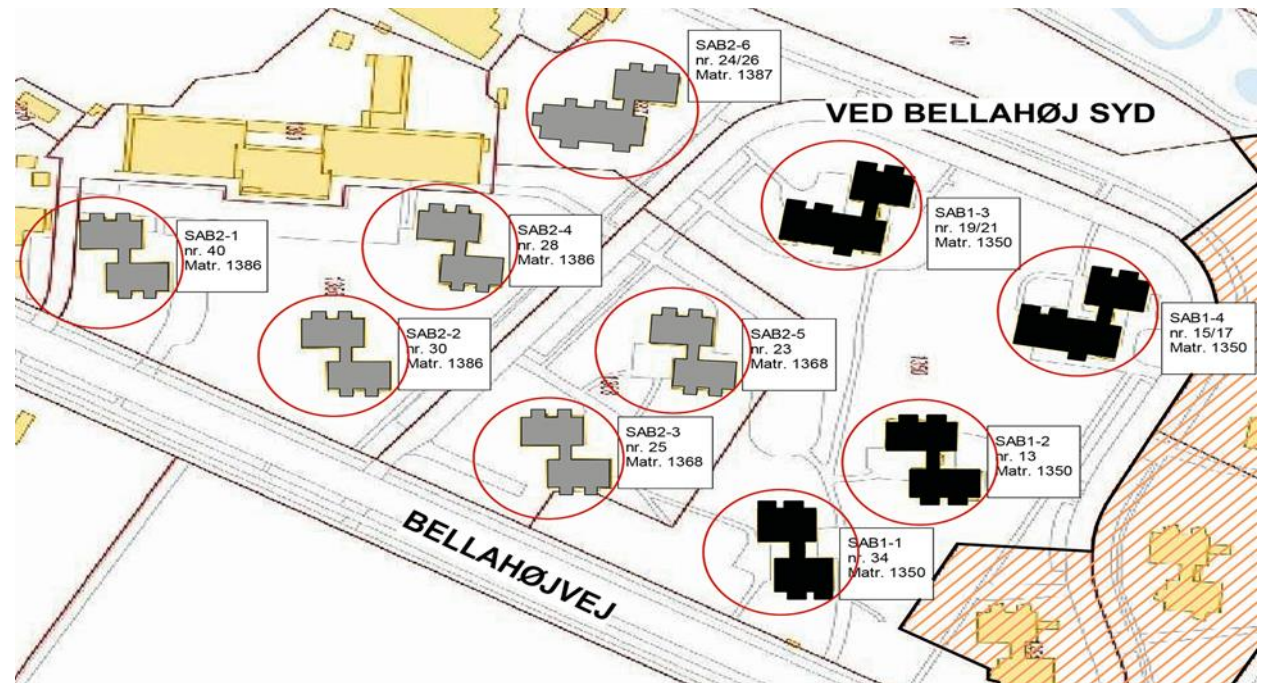 SAB2-6
nr. 24/26
Matr. 1387
VED BELLAHØJ SYD
SAB1-3
nr. 19/21
Matr. 1350
SAB2-1
nr. 40
Matr. 1386
SAB2-4
nr. 28
Matr. 1386
SAB1-4
nr. 15/17
Matr. 1350
SAB2-2
nr. 30
Matr. 1386
SAB2-5
nr. 23
Matr. 1368
1350
SAB2-3
nr. 25
Matr. 1368
SAB1-2
nr. 13
Matr. 1350
SAB1-1
nr. 34
Matr. 1350
BELLAHØJVEJ